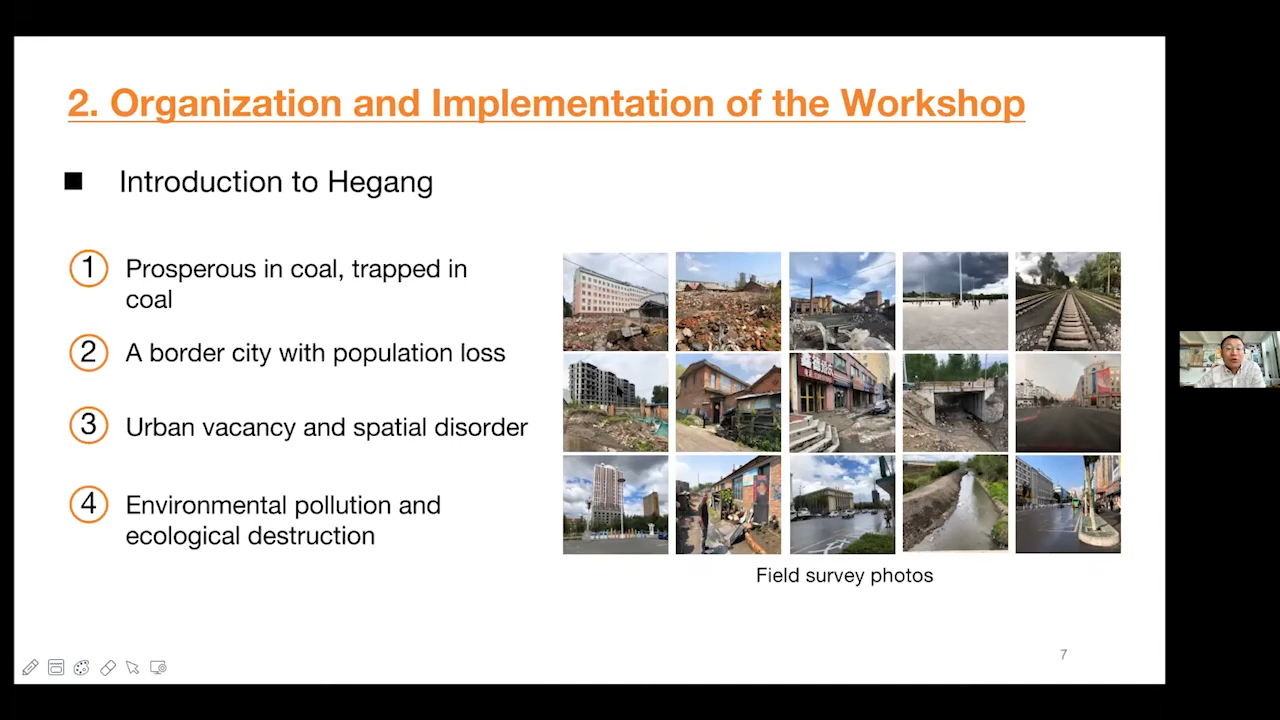 2. Organization and Implementation of the Workshop
Introduction to Hegang
1 Prosperous in coal, trapped in
coal
2 A border city with population loss
3 Urban vacancy and spatial disorder
4 Environmental pollution and
ecological destruction
Field survey photos
7